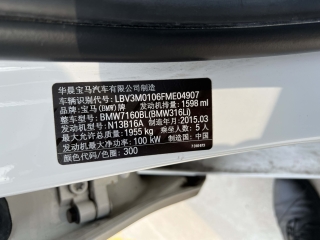 华晨宝马汽车有限公司制造
车辆识别代号: LBV3M0106FME04907
品牌: 宝马(BMW)牌 发动机排量: 1598 ml
整车型号: BMW7160BL(BMW316Li)
发动机型号: N13B16A 制造年月: 2015.03
最大允许总质量: 1955 kg 乘坐人数: 5 人
发动机最大净功率: 100 kW 制造国: 中国
颜色代码/色圈: 300